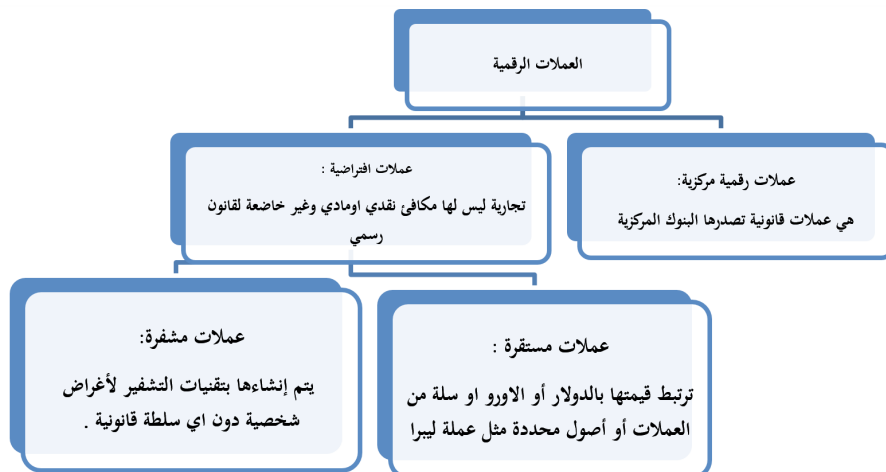 العملات الرقمية
عملات رقمية مركزية:
هي عملات قانونية تصدرها البنوك المركزية
عملات افتراضية :
تجارية ليس لها مكافئ نقدي اومادي وغير خاضعة لقانون
رسمي
عملات مستقرة :
ترتبط قيمتها بالدولار أو الاورو او سلة من
العملات أو أصول محددة مثل عملة ليبرا
عملات مشفرة:
يتم إنشاءها بتقنيات التشفير لأغراض
شخصية دون اي سلطة قانونية .